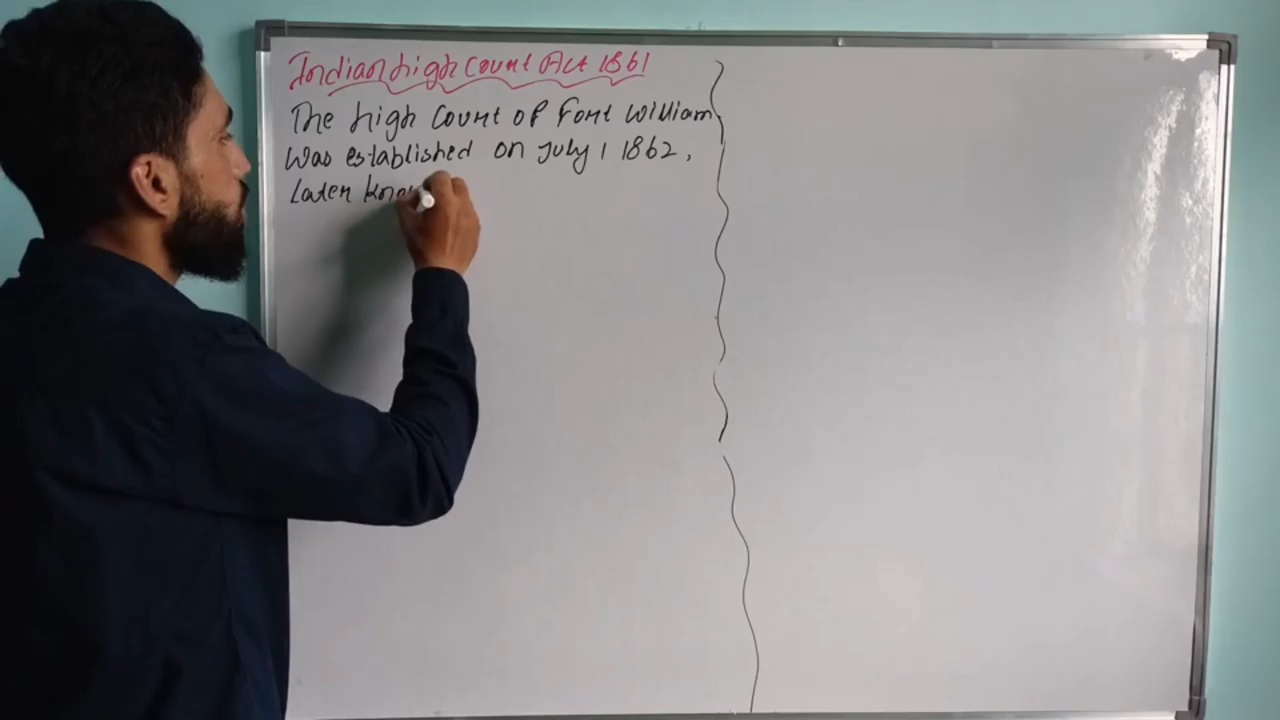 Indian high Court Act 1861
The high Court of Fort William
was established on July 1 1862,
Later